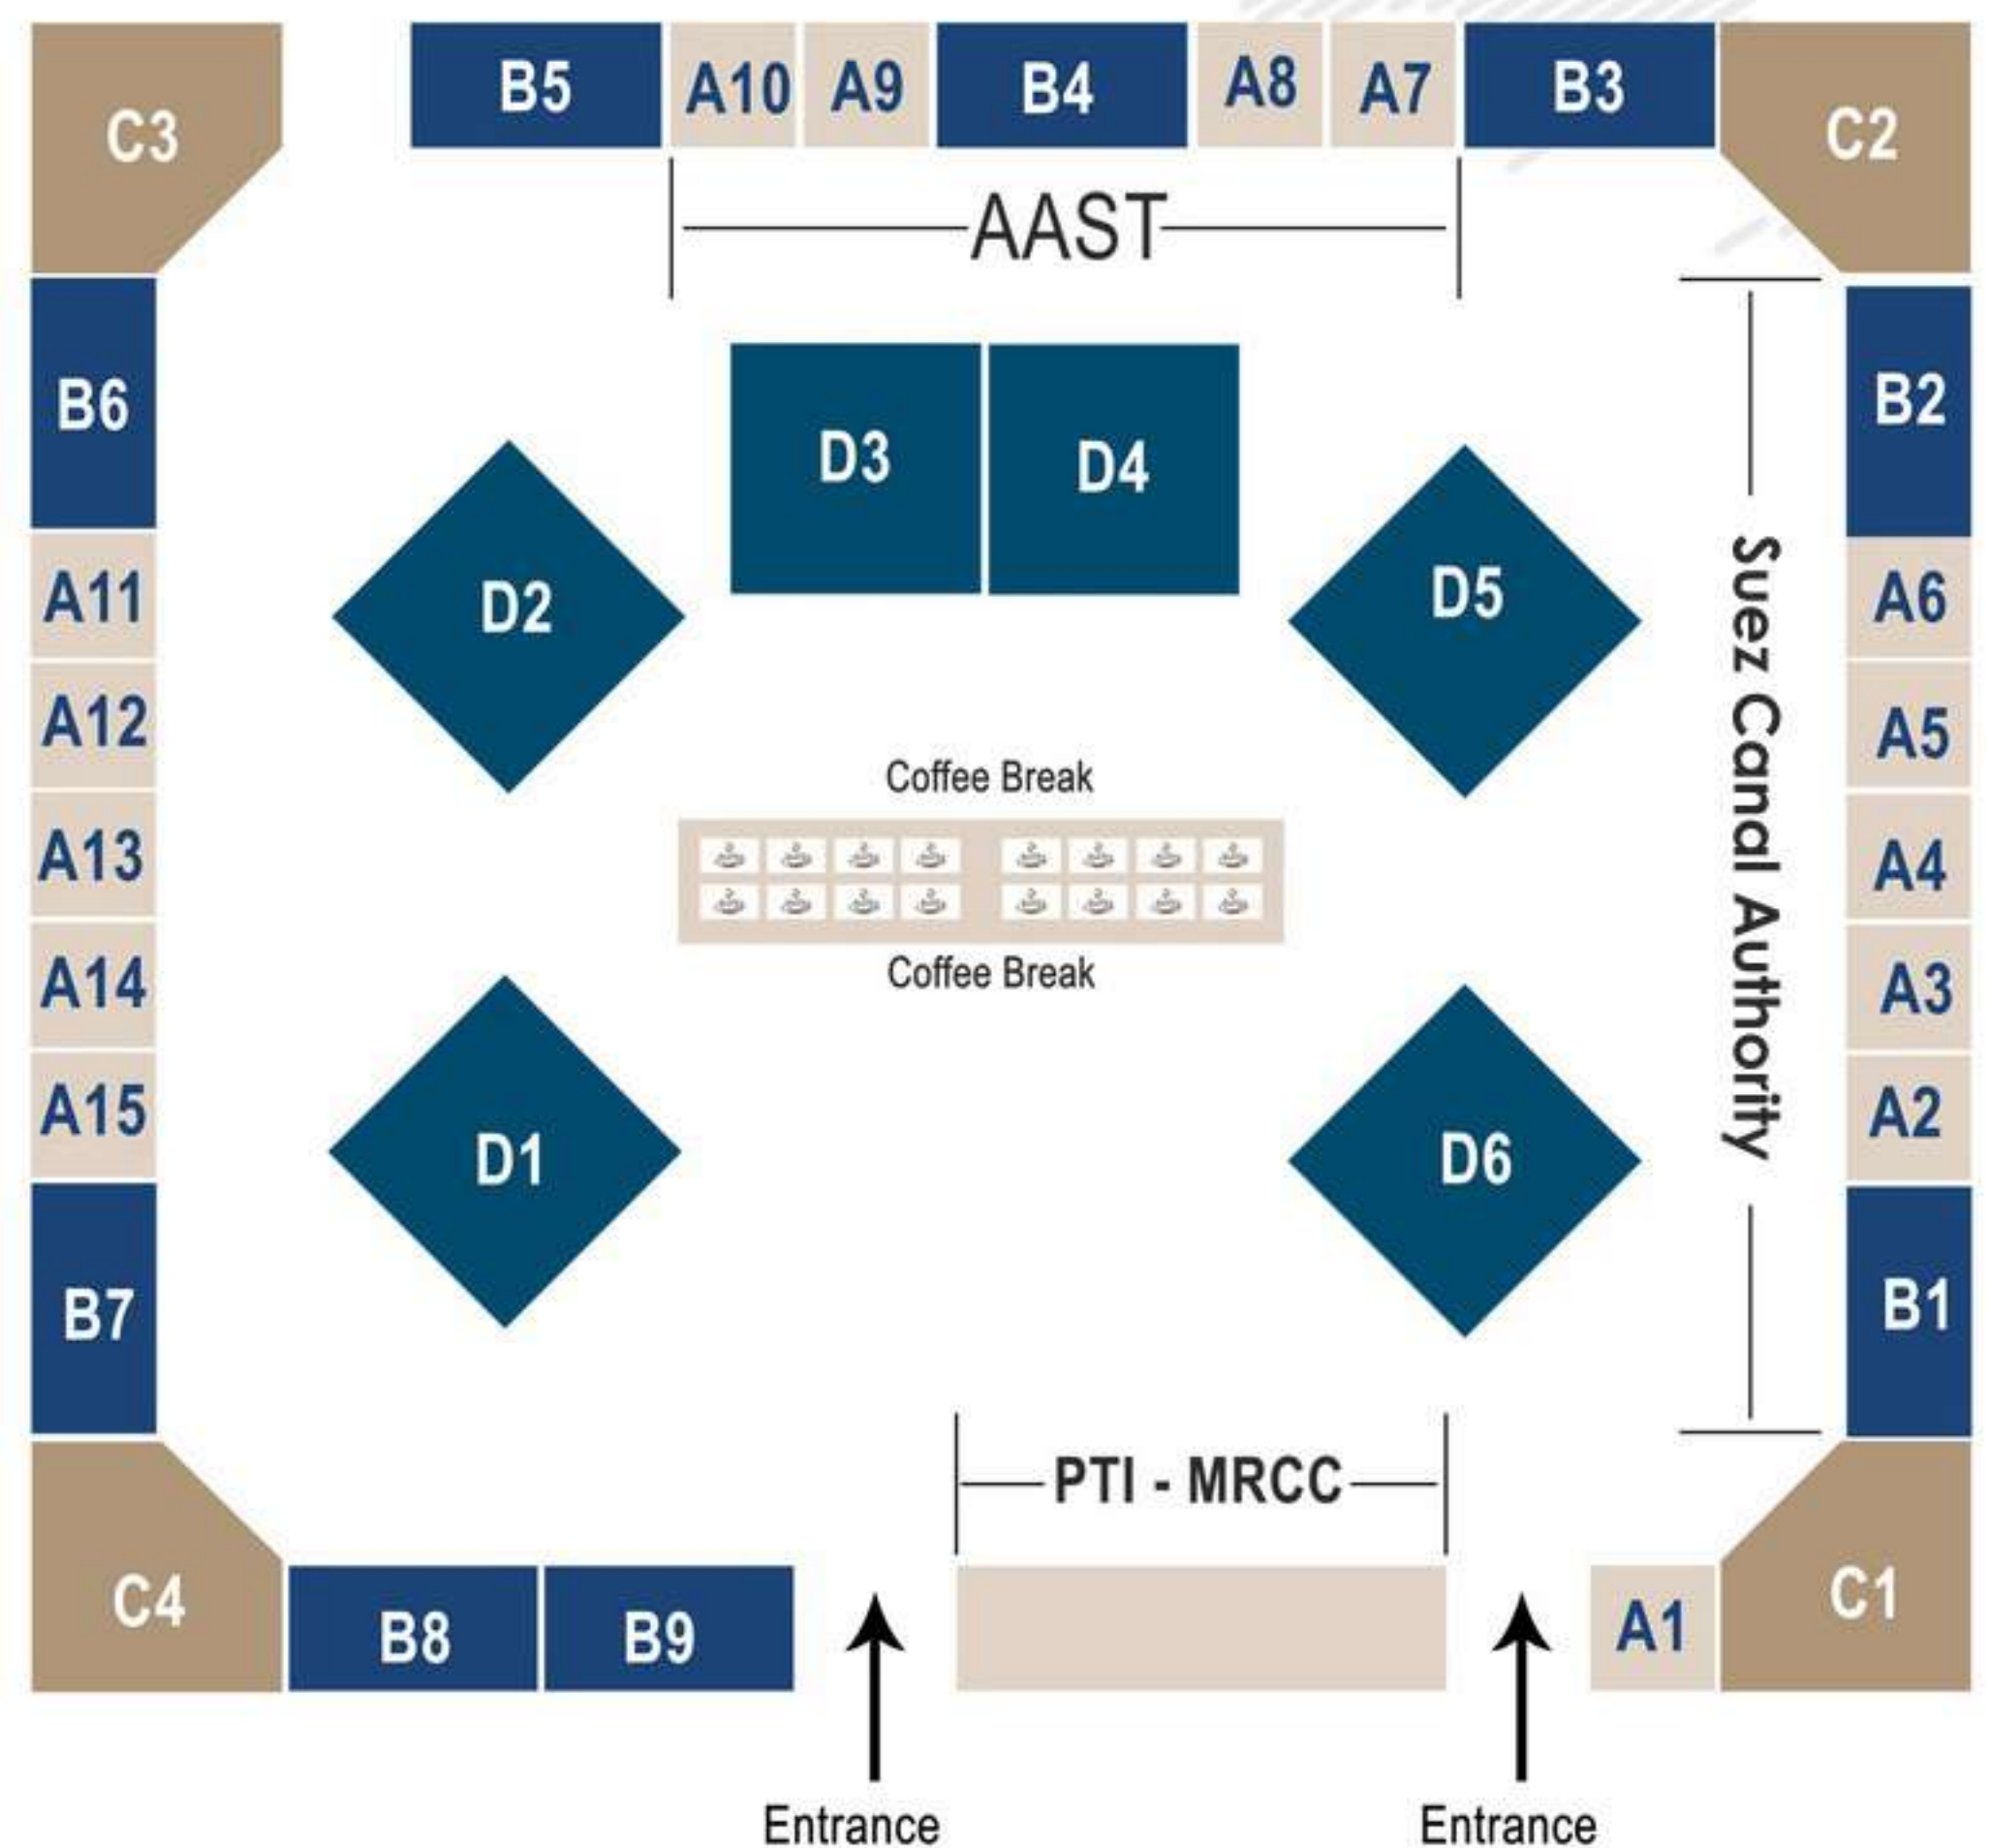 C3
B5
A10
A9
B4
A8
A7
B3
C2
AAST
B6
A11
A12
A13
A14
A15
B7
D3
D4
D2
D5
B2
A6
A5
A4
A3
A2
B1
Suez Canal Authority
Coffee Break
Coffee Break
D1
D6
PTI - MRCC
C4
B8
B9
A1
C1
Entrance
Entrance